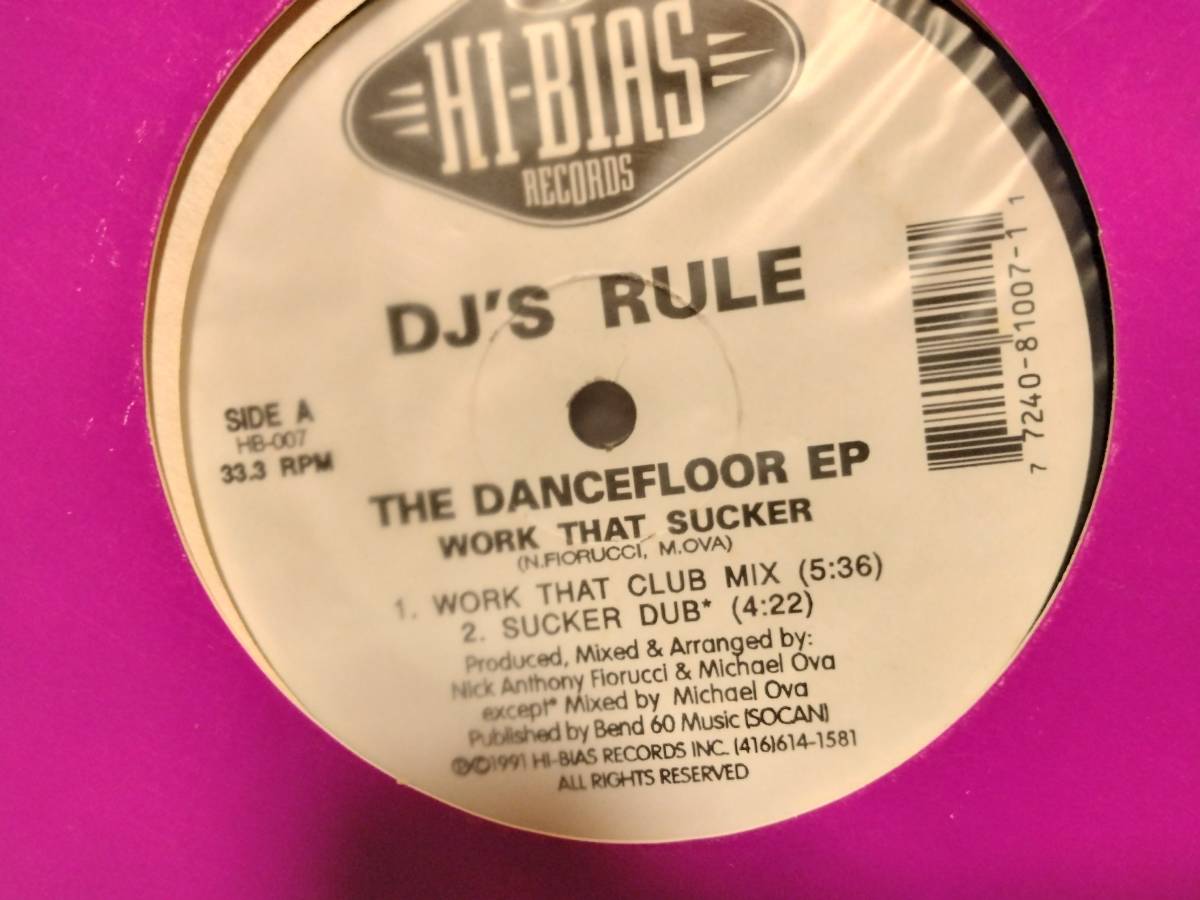 HI-BIAS
RECORDS
DJ'S RULE
SIDE A
HB-007
33.3 RPM
7 7240-81007-1 1
THE DANCEFLOOR EP
WORK THAT SUCKER
(N.FIORUCCI, M.OVA)
1. WORK THAT CLUB MIX (5:36)
2. SUCKER DUB* (4:22)
Produced, Mixed & Arranged by:
Nick Anthony Fiorucci & Michael Ova
except* Mixed by Michael Ova
Published by Bend 60 Music (SOCAN)
℗©1991 HI-BIAS RECORDS INC. (416)614-1581
ALL RIGHTS RESERVED